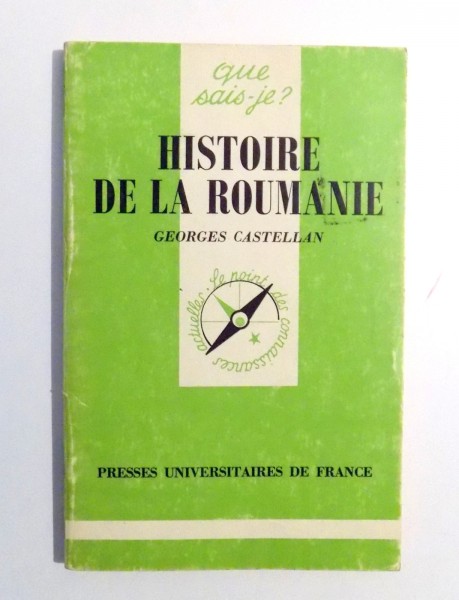 que
sais-je?
HISTOIRE
DE LA ROUMANIE
GEORGES CASTELLAN
le point des connaissances actuelles.
PRESSES UNIVERSITAIRES DE FRANCE